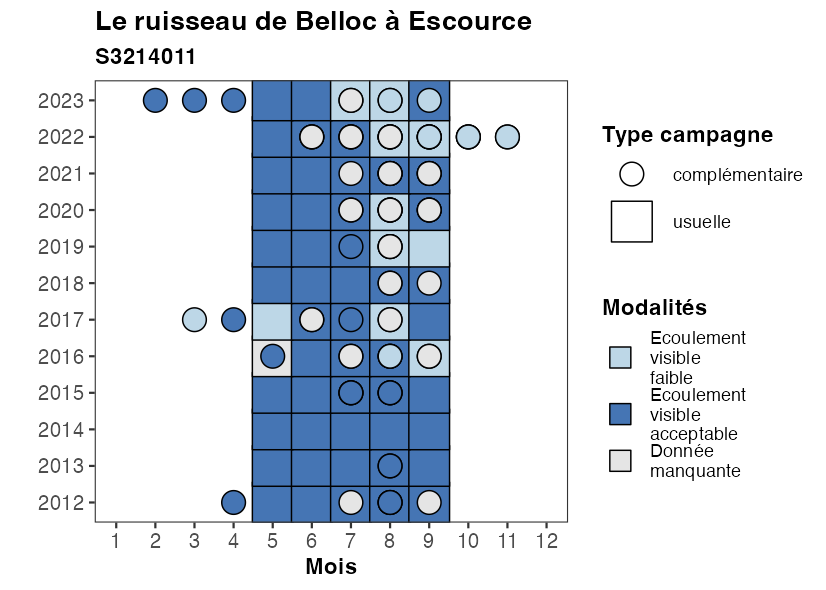 Le ruisseau de Belloc à Escource
S3214011
2023
2022
2021
2020
2019
2018
2017
2016
2015
2014
2013
2012
1 2 3 4 5 6 7 8 9 10 11 12
Mois
Type campagne
complémentaire
usuelle
Modalités
Ecoulement
visible
faible
Ecoulement
visible
acceptable
Donnée
manquante